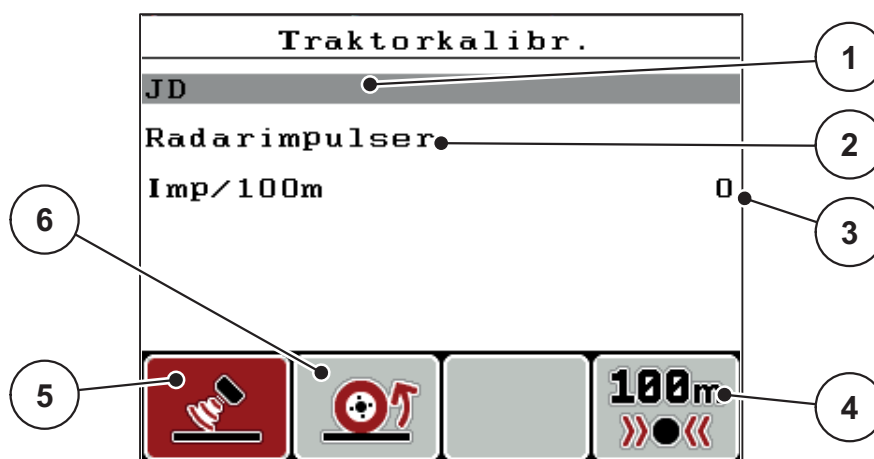 Traktorkalibr.
1
JD
Radarimpulser
2
Imp/100m 0
3
6
5
100m
4